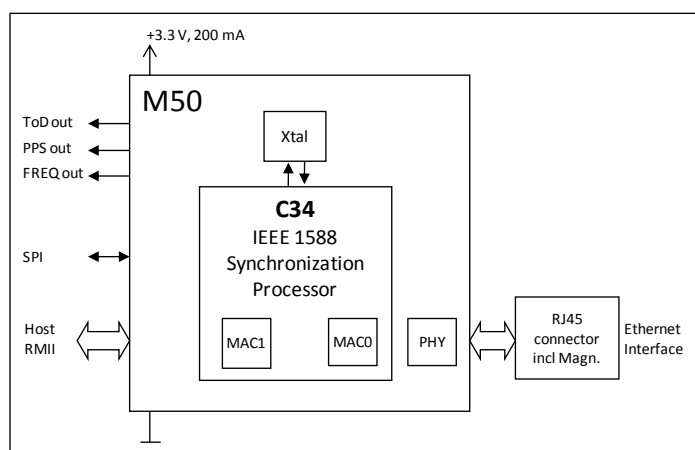 +3.3 V, 200 mA
M50
ToD out
PPS out
FREQ out
Xtal
C34
IEEE 1588
Synchronization
Processor
SPI
Host
RMII
MAC1
MAC0
PHY
RJ45
connector
incl Magn.
Ethernet
Interface